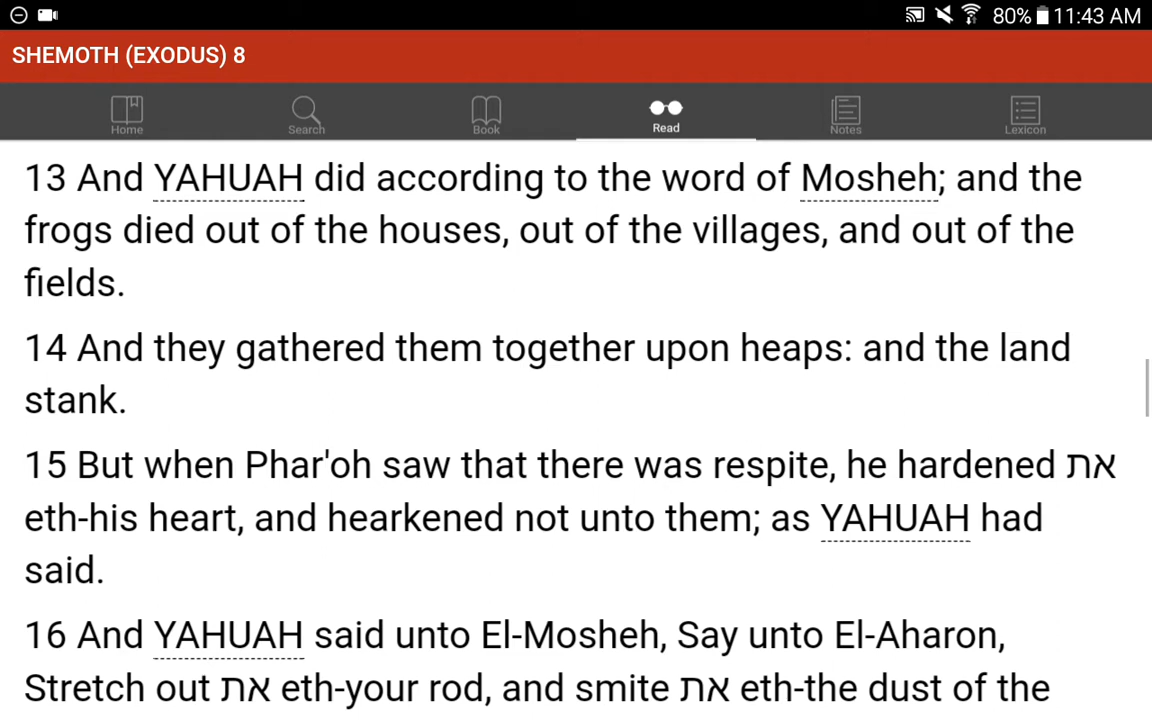 80% 11:43 AM
SHEMOTH (EXODUS) 8
Home Search Book Read Notes Lexicon
13 And YAHUAH did according to the word of Mosheh; and the
frogs died out of the houses, out of the villages, and out of the
fields.
14 And they gathered them together upon heaps: and the land
stank.
15 But when Phar'oh saw that there was respite, he hardened את
eth-his heart, and hearkened not unto them; as YAHUAH had
said.
16 And YAHUAH said unto El-Mosheh, Say unto El-Aharon,
Stretch out את eth-your rod, and smite את eth-the dust of the